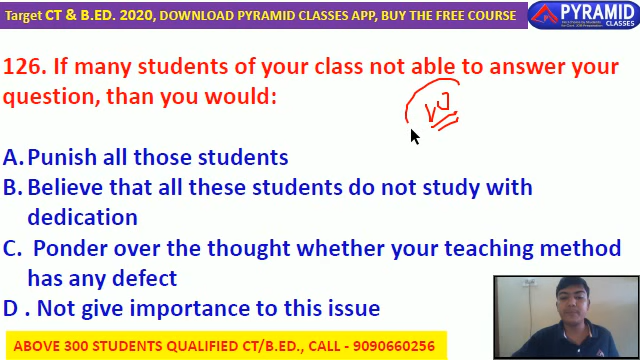 Target CT & B.ED. 2020, DOWNLOAD PYRAMID CLASSES APP, BUY THE FREE COURSE
PYRAMID
CLASSES
126. If many students of your class not able to answer your
question, than you would:
A. Punish all those students
B. Believe that all these students do not study with
dedication
C. Ponder over the thought whether your teaching method
has any defect
D . Not give importance to this issue
ABOVE 300 STUDENTS QUALIFIED CT/B.ED., CALL - 9090660256